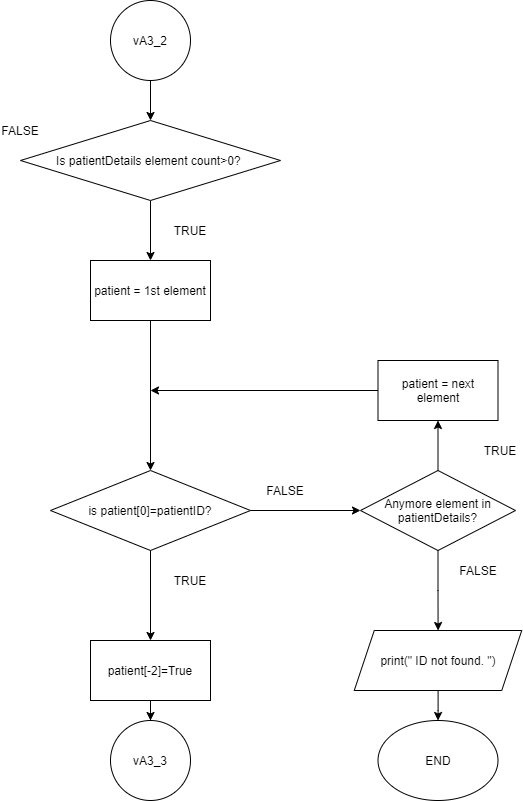 vA3_2
FALSE
Is patientDetails element count>0?
TRUE
patient = 1st element
patient = next
element
TRUE
is patient[0]=patientID?
FALSE
Anymore element in
patientDetails?
TRUE
FALSE
patient[-2]=True
print(" ID not found. ")
vA3_3
END